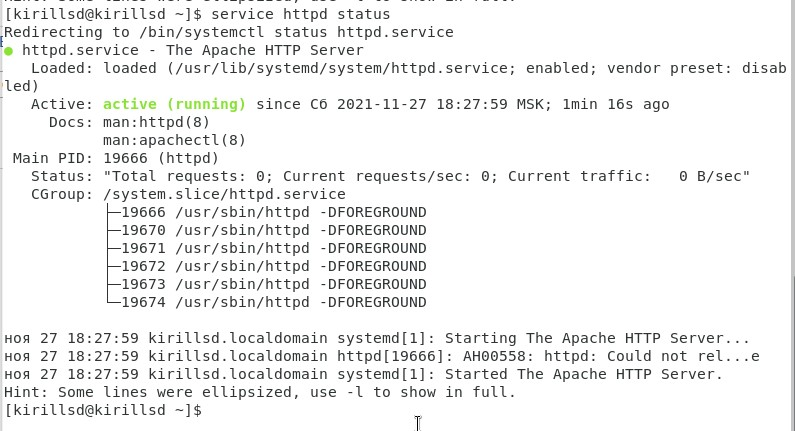 [kirillsd@kirillsd ~]$ service httpd status
Redirecting to /bin/systemctl status httpd.service
● httpd.service - The Apache HTTP Server
   Loaded: loaded (/usr/lib/systemd/system/httpd.service; enabled; vendor preset: disab
led)
   Active: active (running) since Сб 2021-11-27 18:27:59 MSK; 1min 16s ago
     Docs: man:httpd(8)
           man:apachectl(8)
 Main PID: 19666 (httpd)
   Status: "Total requests: 0; Current requests/sec: 0; Current traffic:   0 B/sec"
   CGroup: /system.slice/httpd.service
           ├─19666 /usr/sbin/httpd -DFOREGROUND
           ├─19670 /usr/sbin/httpd -DFOREGROUND
           ├─19671 /usr/sbin/httpd -DFOREGROUND
           ├─19672 /usr/sbin/httpd -DFOREGROUND
           ├─19673 /usr/sbin/httpd -DFOREGROUND
           └─19674 /usr/sbin/httpd -DFOREGROUND

ноя 27 18:27:59 kirillsd.localdomain systemd[1]: Starting The Apache HTTP Server...
ноя 27 18:27:59 kirillsd.localdomain httpd[19666]: AH00558: httpd: Could not rel...e
ноя 27 18:27:59 kirillsd.localdomain systemd[1]: Started The Apache HTTP Server.
Hint: Some lines were ellipsized, use -l to show in full.
[kirillsd@kirillsd ~]$